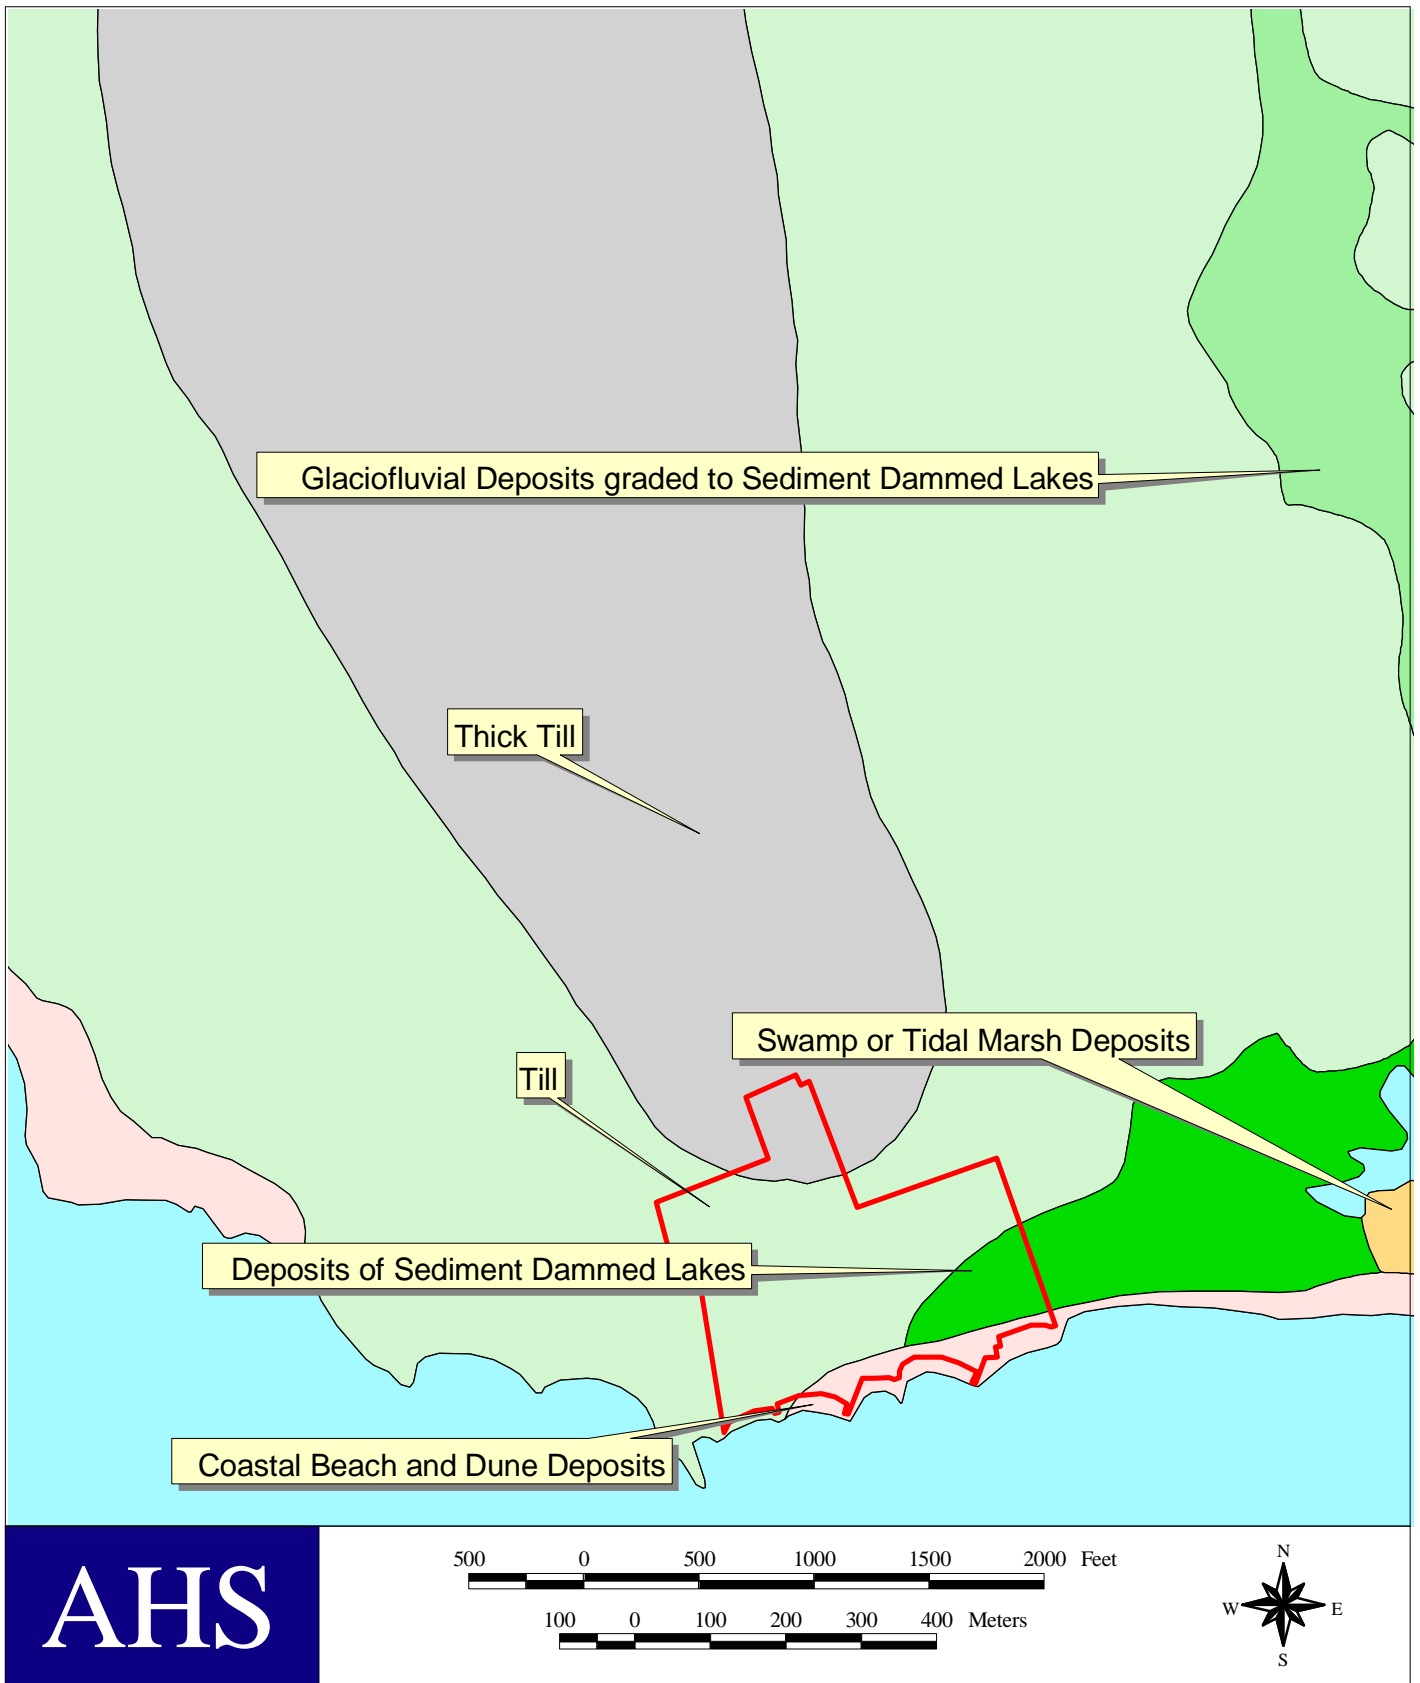 Glaciofluvial Deposits graded to Sediment Dammed Lakes
Thick Till
Swamp or Tidal Marsh Deposits
Till
Deposits of Sediment Dammed Lakes
Coastal Beach and Dune Deposits
AHS
500 0 500 1000 1500 2000 Feet
100 0 100 200 300 400 Meters
N
W E
S